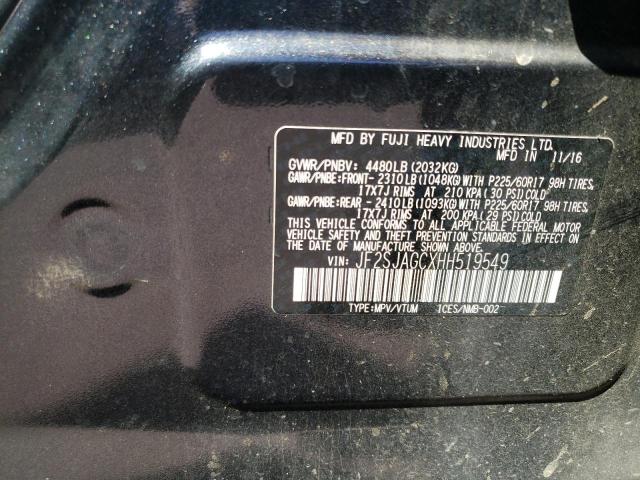 MFD BY FUJI HEAVY INDUSTRIES LTD.
MFD IN 11/16
GVWR/PNBV: 4480LB (2032KG)
GAWR/PNBE:FRONT- 2310LB (1048KG) WITH P225/60R17 98H TIRES,
17X7J RIMS AT 210 KPA ( 30 PSI) COLD
GAWR/PNBE:REAR - 2410LB (1093KG) WITH P225/60R17 98H TIRES,
17X7J RIMS AT 200 KPA ( 29 PSI) COLD
THIS VEHICLE CONFORMS TO ALL APPLICABLE FEDERAL MOTOR
VEHICLE SAFETY AND THEFT PREVENTION STANDARDS IN EFFECT ON THE
DATE OF MANUFACTURE SHOWN ABOVE.
VIN: JF2SJAGCXHH519549
TYPE:MPV/VTUM ICES/NMB-002